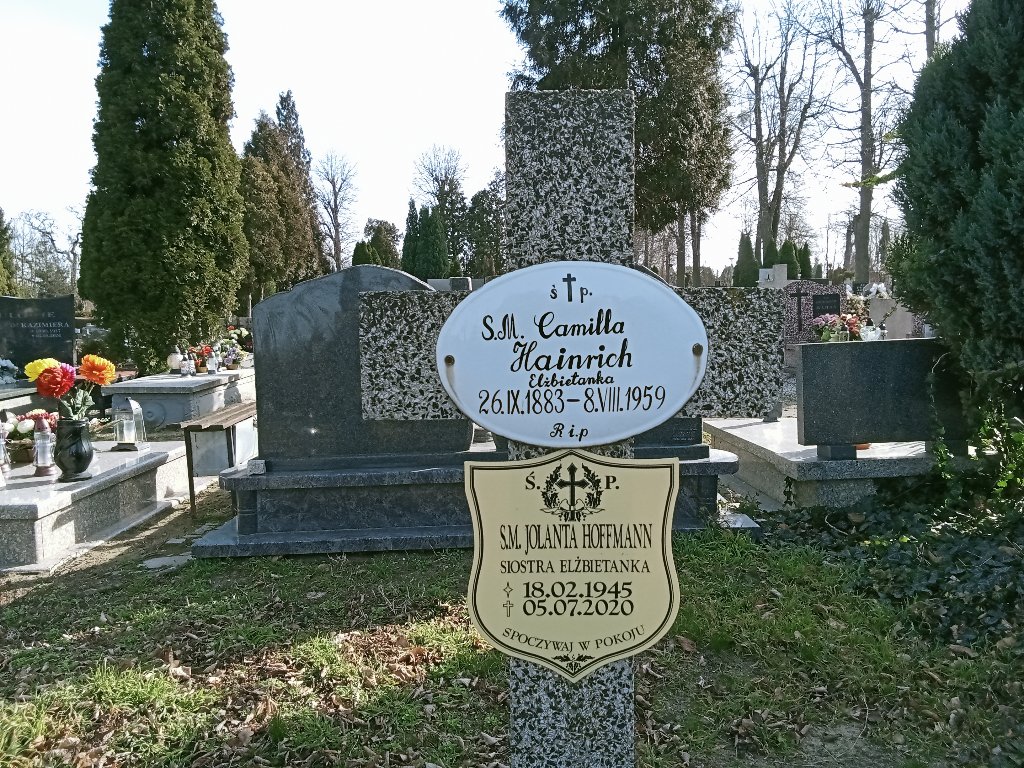 ś † p.
S.M. Camilla
Hainrich
Elżbietanka
26.IX.1883 – 8.VIII.1959
R i p
Ś. P.
S.M. JOLANTA HOFFMANN
SIOSTRA ELŻBIETANKA
18.02.1945
† 05.07.2020
SPOCZYWAJ W POKOJU
KAZIMIERA